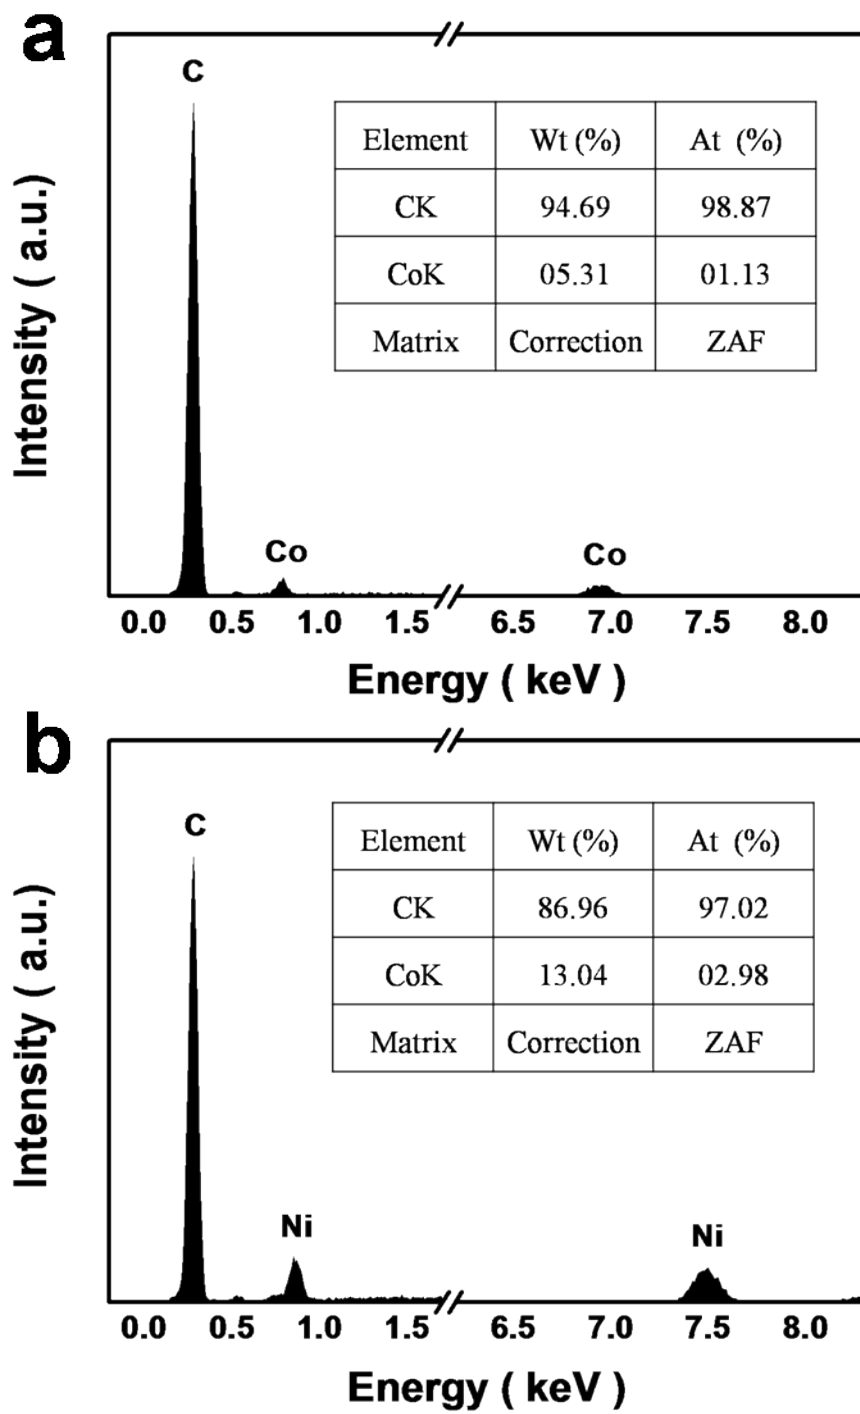 a
C
Element Wt (%) At (%)
CK 94.69 98.87
CoK 05.31 01.13
Matrix Correction ZAF
Intensity ( a.u.)
Co Co
0.0 0.5 1.0 1.5 6.5 7.0 7.5 8.0
Energy ( keV )
b
C
Element Wt (%) At (%)
CK 86.96 97.02
CoK 13.04 02.98
Matrix Correction ZAF
Intensity ( a.u.)
Ni Ni
0.0 0.5 1.0 1.5 6.5 7.0 7.5 8.0
Energy ( keV )